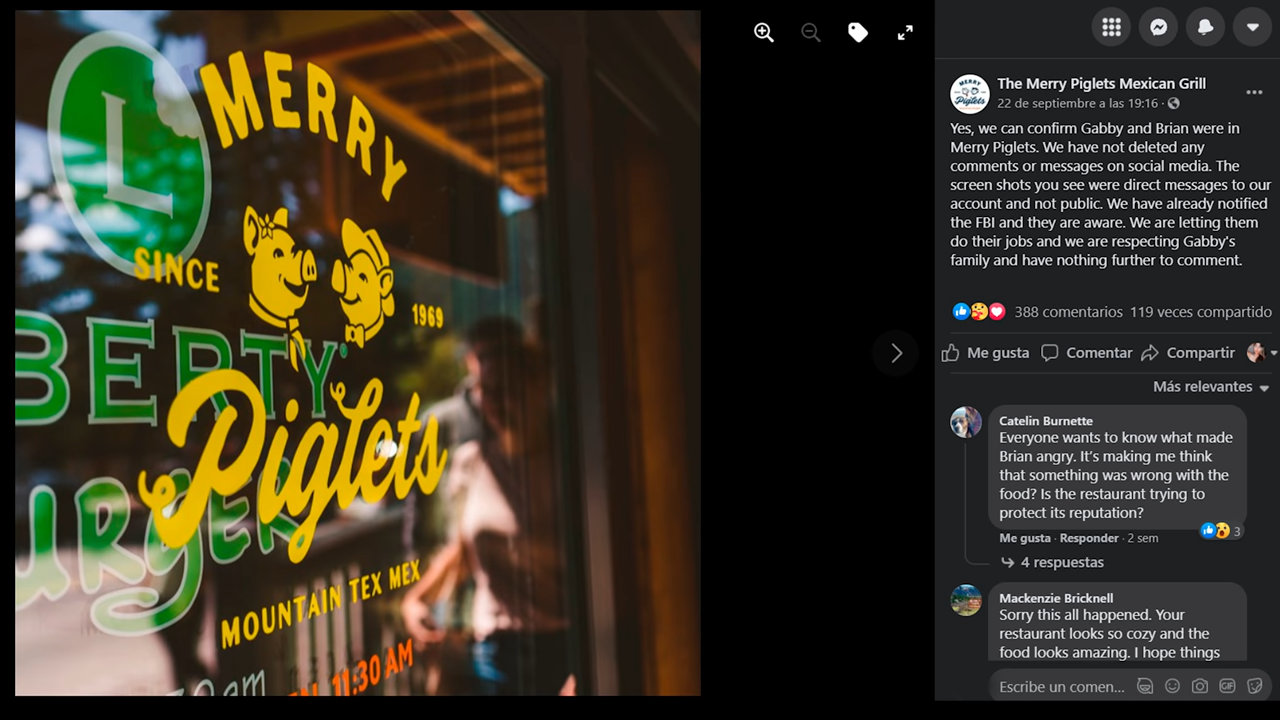 L
MERRY
SINCE
1969
BERTY
Piglets
URGER
MOUNTAIN TEX MEX
11:30 AM
The Merry Piglets Mexican Grill
22 de septiembre a las 19:16 ·
Yes, we can confirm Gabby and Brian were in
Merry Piglets. We have not deleted any
comments or messages on social media. The
screen shots you see were direct messages to our
account and not public. We have already notified
the FBI and they are aware. We are letting them
do their jobs and we are respecting Gabby's
family and have nothing further to comment.
388 comentarios 119 veces compartido
Me gusta Comentar Compartir
Más relevantes
Catelin Burnette
Everyone wants to know what made
Brian angry. It's making me think
that something was wrong with the
food? Is the restaurant trying to
protect its reputation?
Me gusta · Responder · 2 sem
3
4 respuestas
Mackenzie Bricknell
Sorry this all happened. Your
restaurant looks so cozy and the
food looks amazing. I hope things
Escribe un comen...
GIF